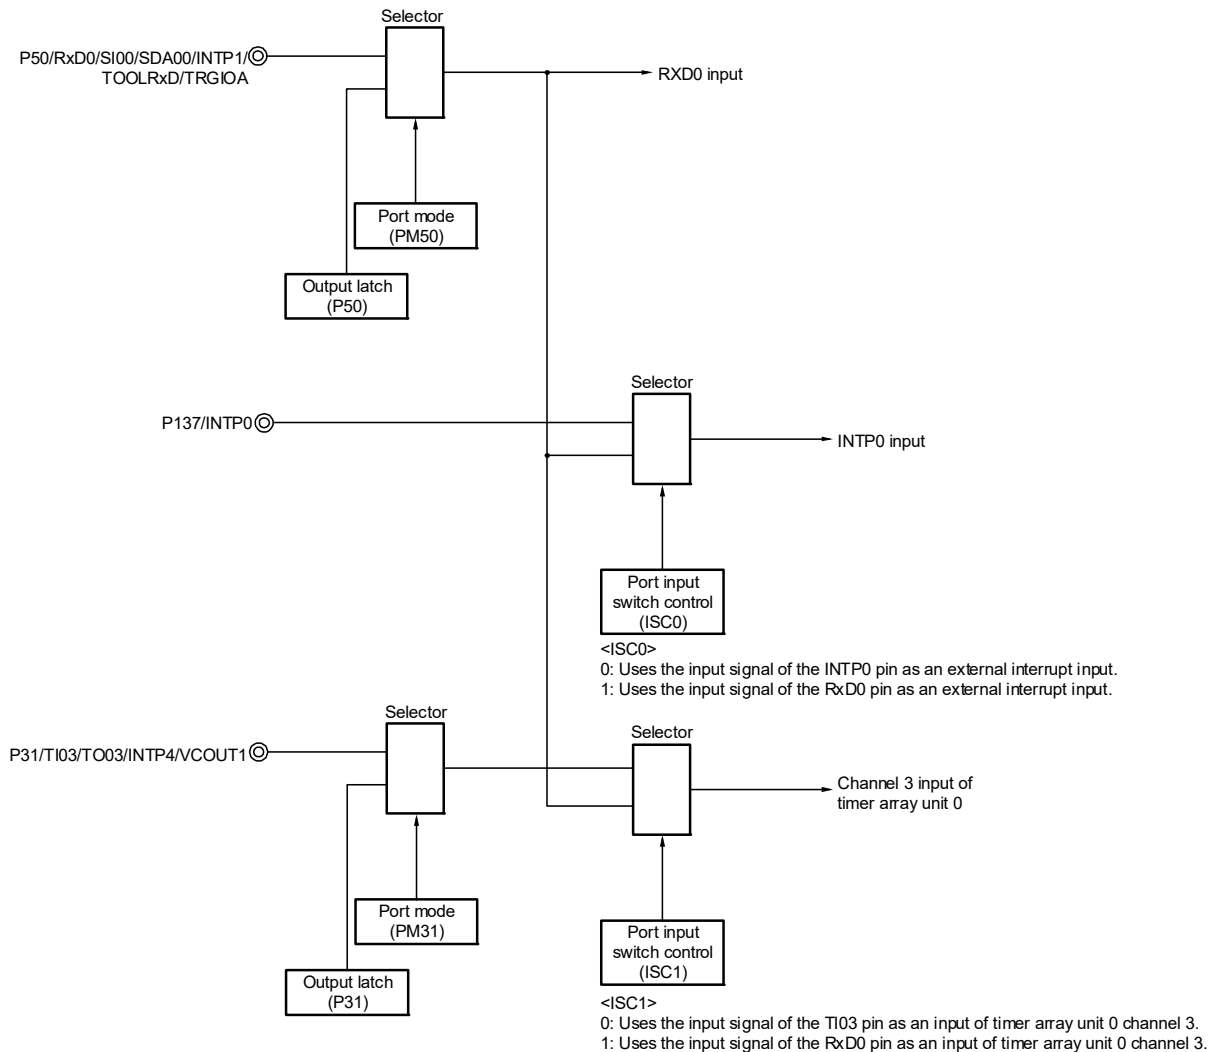 Selector
P50/RxD0/SI00/SDA00/INTP1/
TOOLRxD/TRGIOA
RXD0 input
Port mode
(PM50)
Output latch
(P50)
Selector
P137/INTP0
INTP0 input
Port input
switch control
(ISC0)
<ISC0>
0: Uses the input signal of the INTP0 pin as an external interrupt input.
1: Uses the input signal of the RxD0 pin as an external interrupt input.
Selector
Selector
P31/TI03/TO03/INTP4/VCOUT1
Channel 3 input of
timer array unit 0
Port mode
(PM31)
Port input
switch control
(ISC1)
Output latch
(P31)
<ISC1>
0: Uses the input signal of the TI03 pin as an input of timer array unit 0 channel 3.
1: Uses the input signal of the RxD0 pin as an input of timer array unit 0 channel 3.